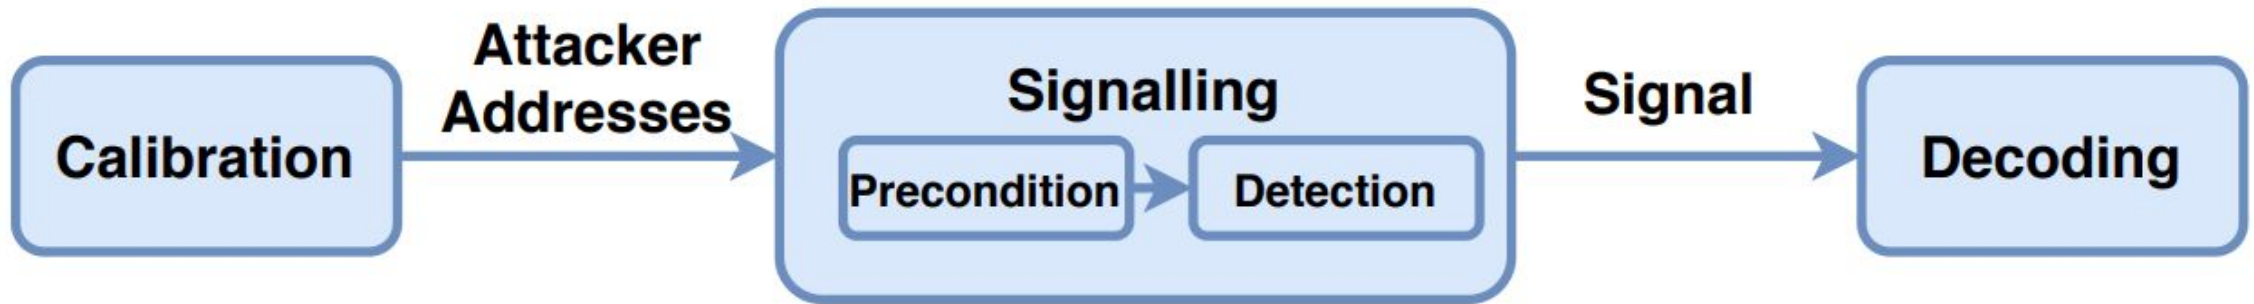 Calibration
Attacker
Addresses
Signalling
Precondition
Detection
Signal
Decoding